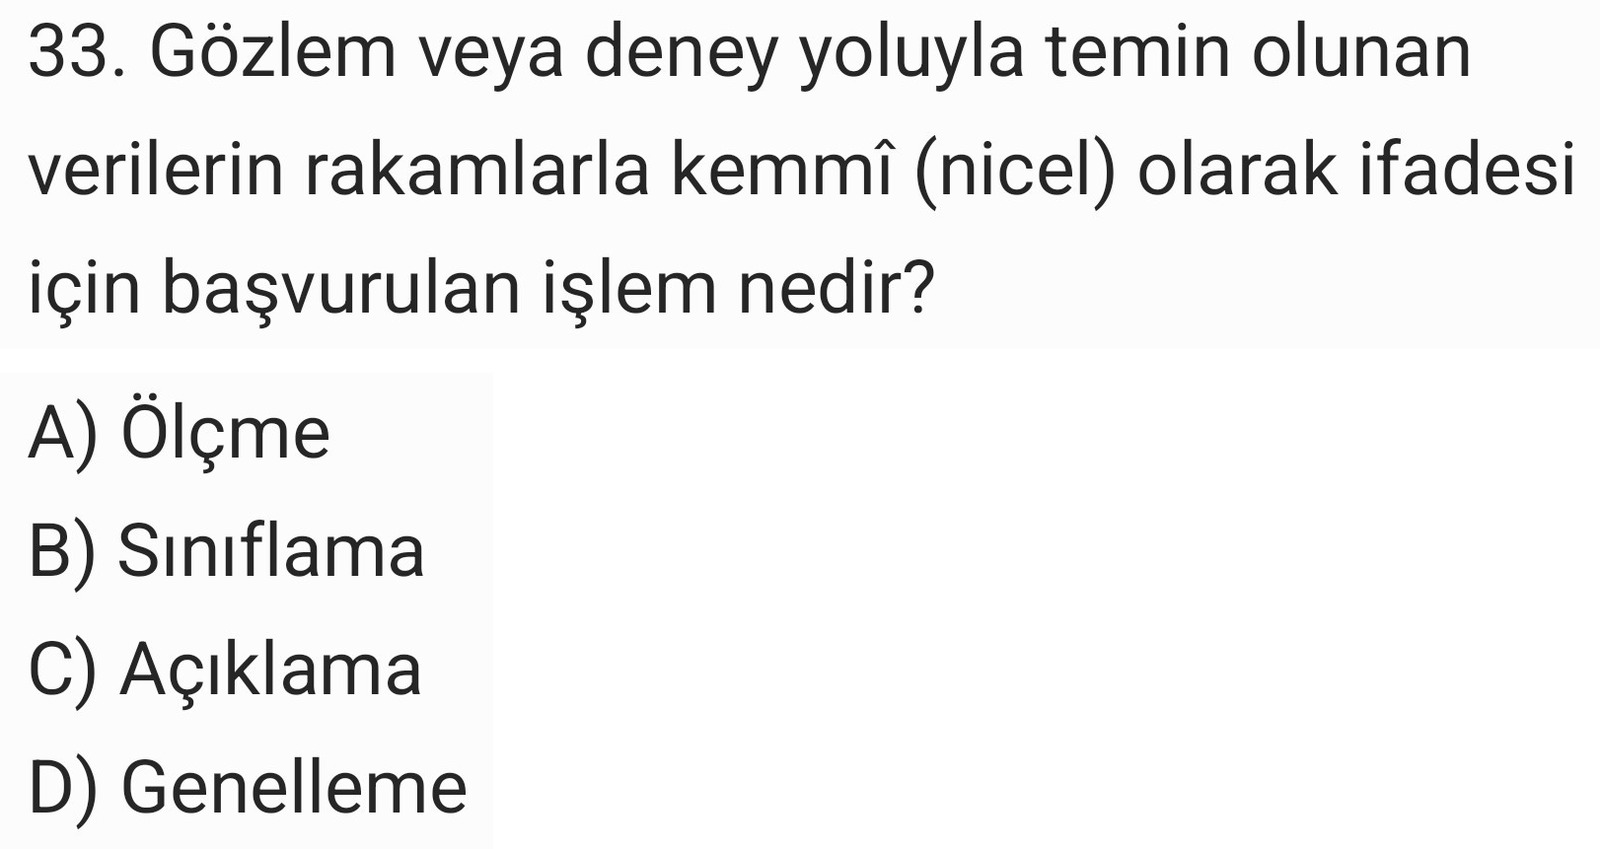 33. Gözlem veya deney yoluyla temin olunan
verilerin rakamlarla kemmî (nicel) olarak ifadesi
için başvurulan işlem nedir?
A) Ölçme
B) Sınıflama
C) Açıklama
D) Genelleme